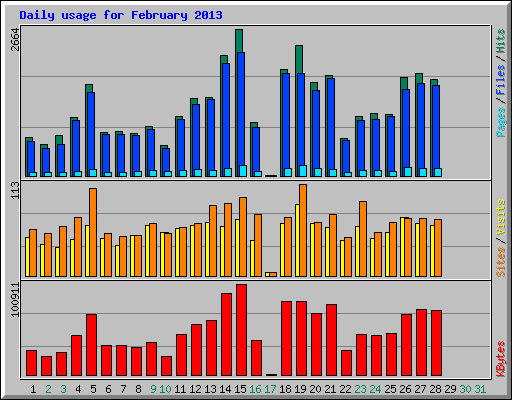 Daily usage for February 2013
2664
Pages / Files / Hits
113
Sites / Visits
100911
KBytes
1 2 3 4 5 6 7 8 9 10 11 12 13 14 15 16 17 18 19 20 21 22 23 24 25 26 27 28 29 30 31